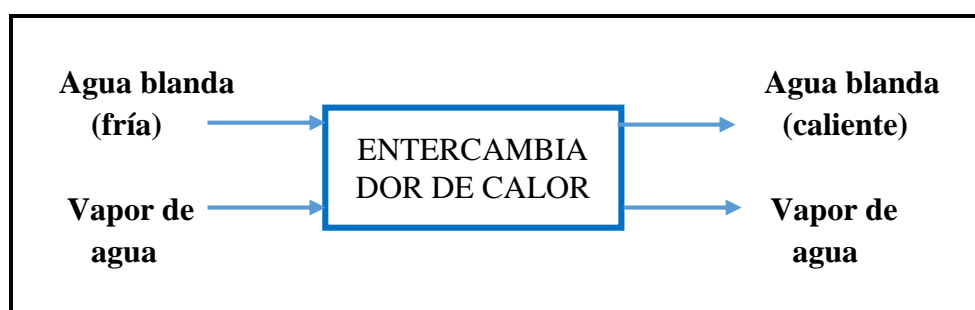 Agua blanda
(fría)
Agua blanda
(caliente)
ENTERCAMBIA
DOR DE CALOR
Vapor de
agua
Vapor de
agua